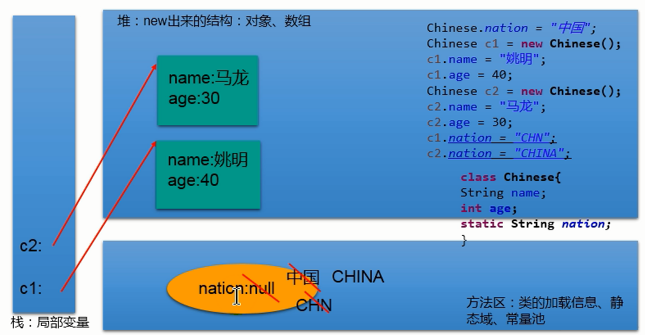 堆：new出来的结构：对象、数组
name:马龙
age:30
name:姚明
age:40
Chinese.nation = "中国";
Chinese c1 = new Chinese();
c1.name = "姚明";
c1.age = 40;
Chinese c2 = new Chinese();
c2.name = "马龙";
c2.age = 30;
c1.nation = "CHN";
c2.nation = "CHINA";
class Chinese{
String name;
int age;
static String nation;
}
c2:
c1:
栈：局部变量
nation:null
中国 CHINA
CHN
方法区：类的加载信息、静
态域、常量池